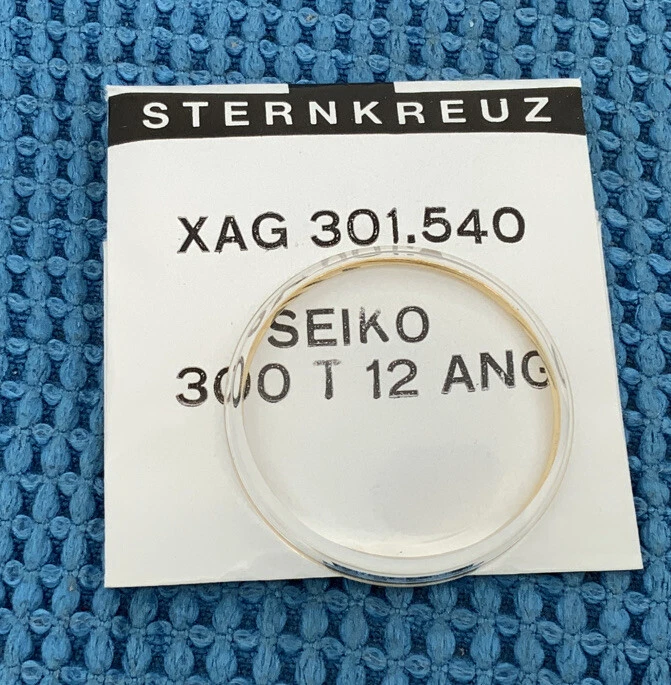 STERNKREUZ
XAG 301.540
SEIKO
300 T 12 ANG